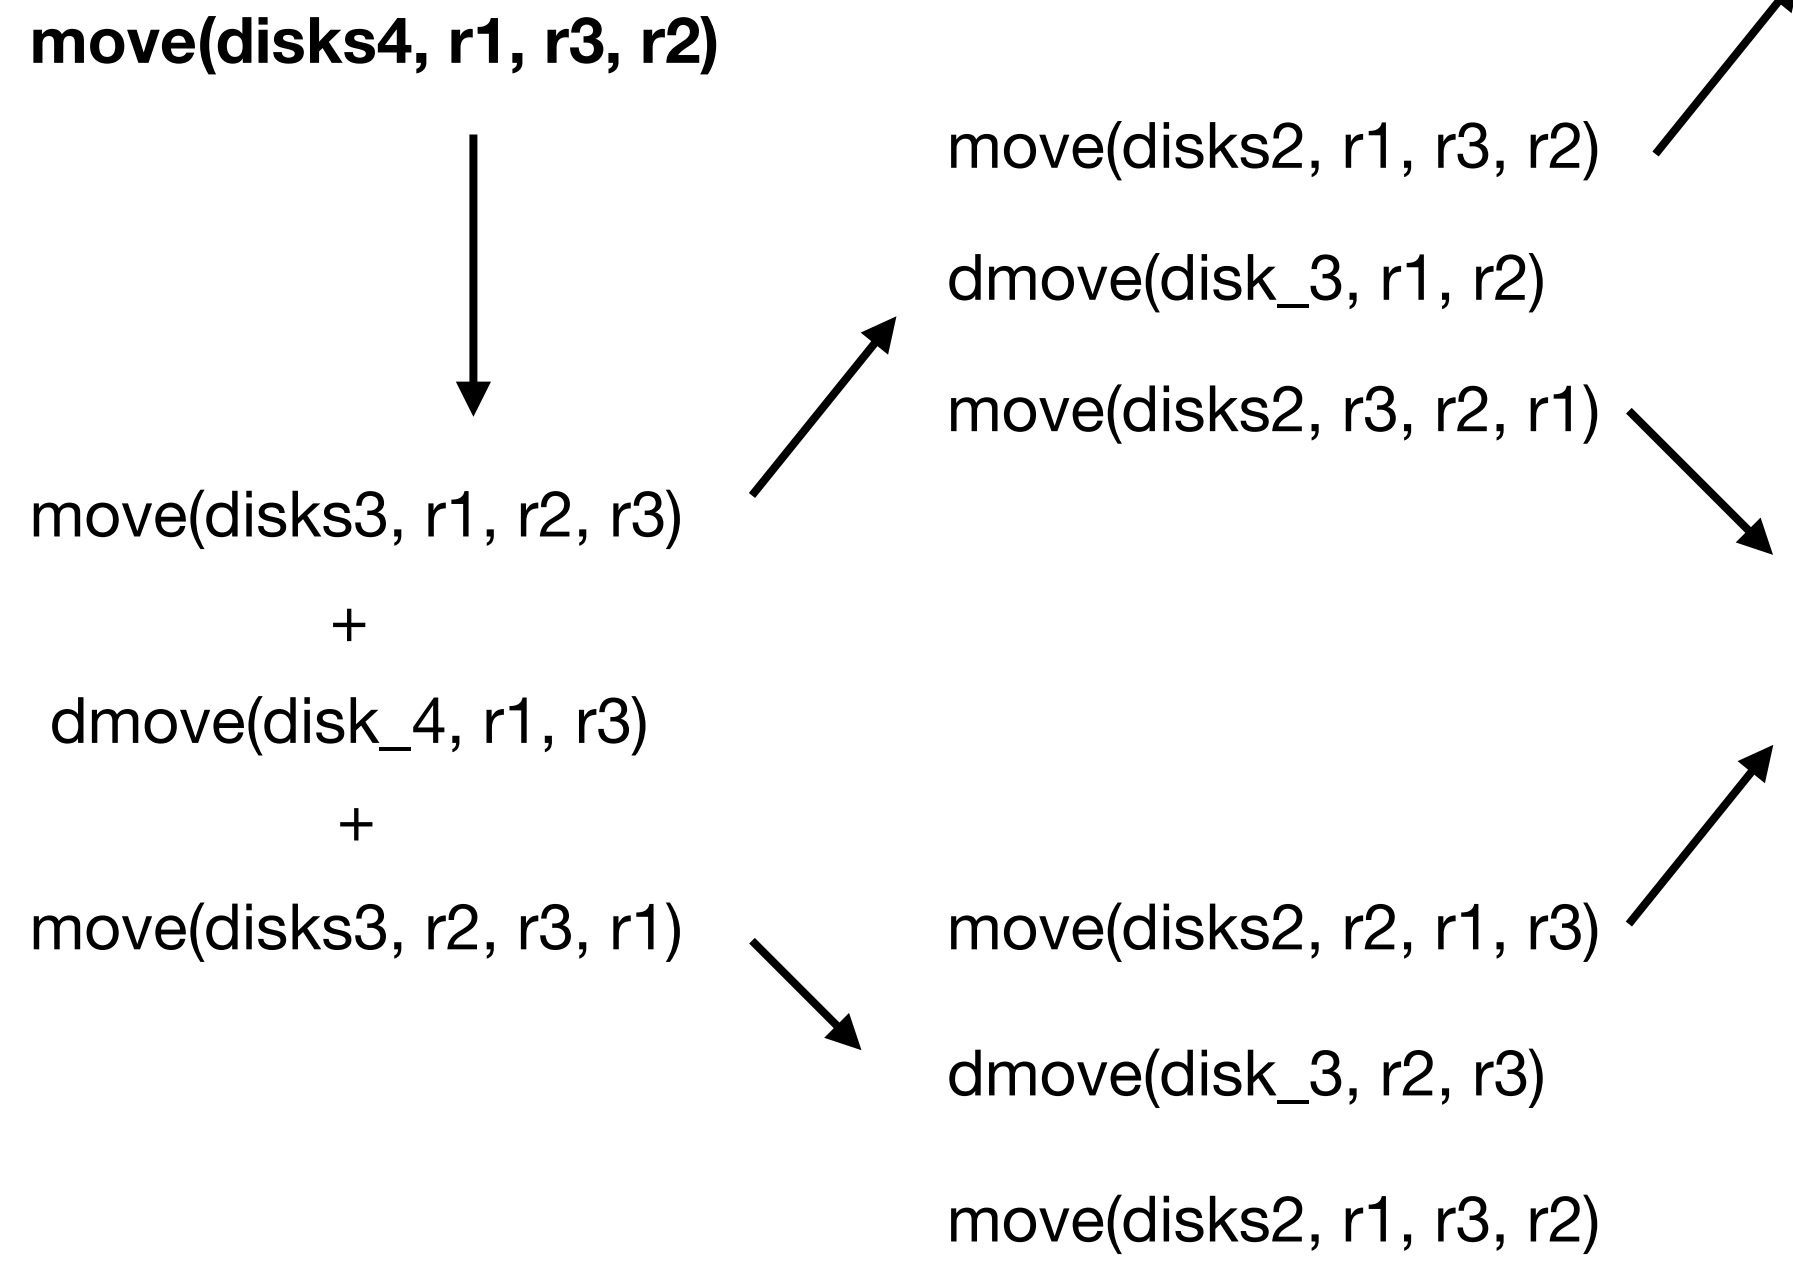 move(disks4, r1, r3, r2)
move(disks3, r1, r2, r3)
+
dmove(disk_4, r1, r3)
+
move(disks3, r2, r3, r1)
move(disks2, r1, r3, r2)
dmove(disk_3, r1, r2)
move(disks2, r3, r2, r1)
move(disks2, r2, r1, r3)
dmove(disk_3, r2, r3)
move(disks2, r1, r3, r2)